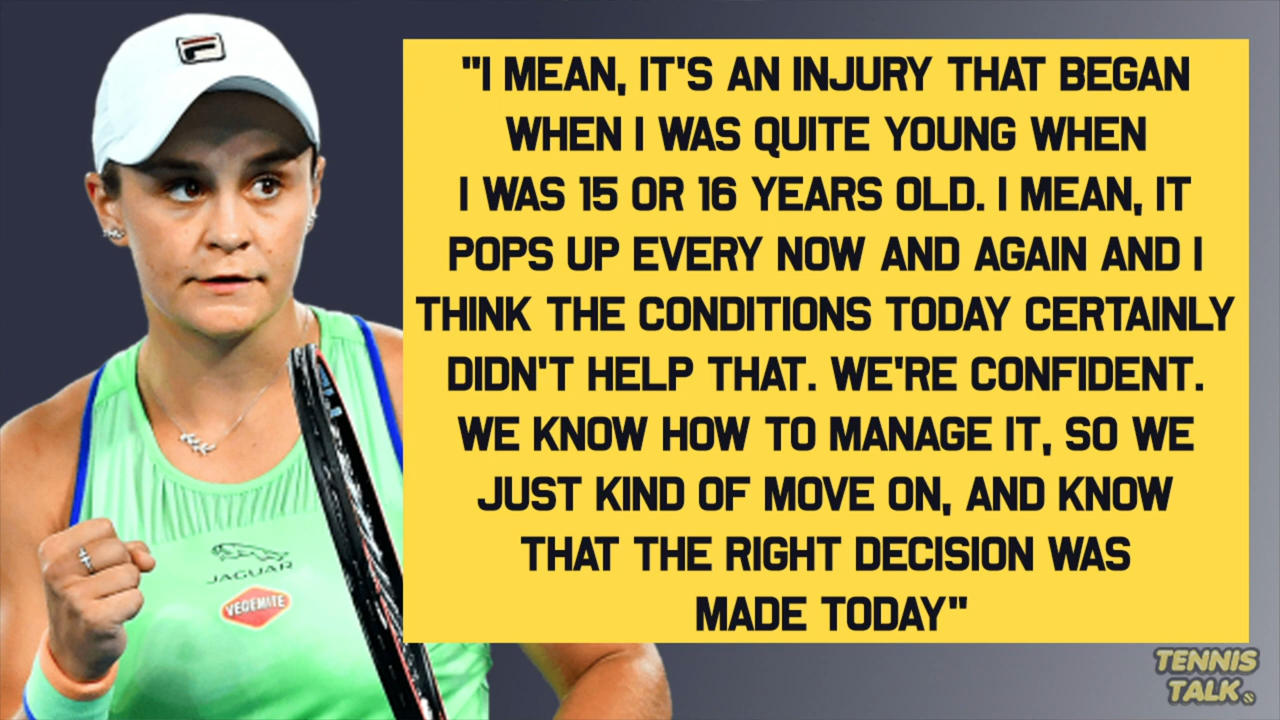 "I MEAN, IT'S AN INJURY THAT BEGAN
WHEN I WAS QUITE YOUNG WHEN
I WAS 15 OR 16 YEARS OLD. I MEAN, IT
POPS UP EVERY NOW AND AGAIN AND I
THINK THE CONDITIONS TODAY CERTAINLY
DIDN'T HELP THAT. WE'RE CONFIDENT.
WE KNOW HOW TO MANAGE IT, SO WE
JUST KIND OF MOVE ON, AND KNOW
THAT THE RIGHT DECISION WAS
MADE TODAY"
FILA
JAGUAR
VEGEMITE
TENNIS
TALK